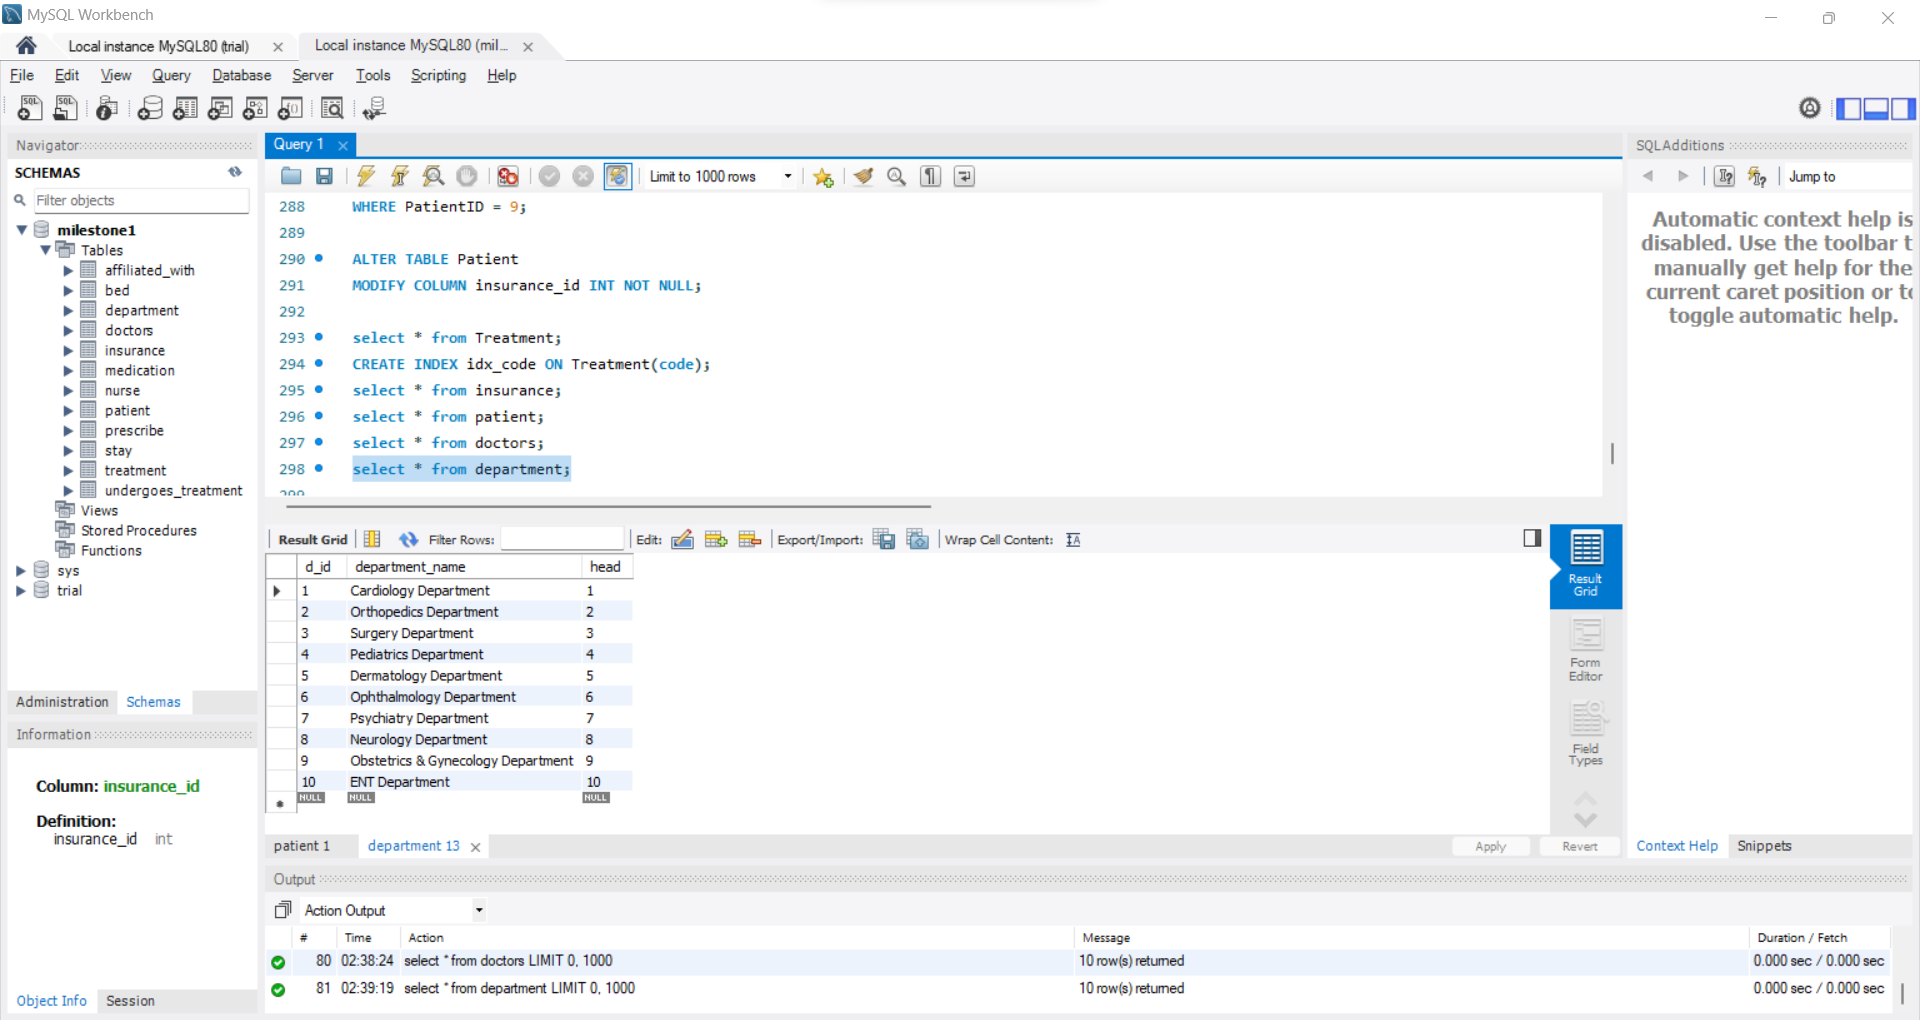 MySQL Workbench
Local instance MySQL80 (trial)
Local instance MySQL80 (mil...
File Edit View Query Database Server Tools Scripting Help
Navigator
SCHEMAS
Filter objects
milestone1
Tables
affiliated_with
bed
department
doctors
insurance
medication
nurse
patient
prescribe
stay
treatment
undergoes_treatment
Views
Stored Procedures
Functions
sys
trial
Administration Schemas
Information
Column: insurance_id
Definition:
insurance_id int
Object Info Session
Query 1
Limit to 1000 rows
288 WHERE PatientID = 9;
289
290 ALTER TABLE Patient
291 MODIFY COLUMN insurance_id INT NOT NULL;
292
293 select * from Treatment;
294 CREATE INDEX idx_code ON Treatment(code);
295 select * from insurance;
296 select * from patient;
297 select * from doctors;
298 select * from department;
299
Result Grid Filter Rows: Edit: Export/Import: Wrap Cell Content:
d_id department_name head
1 Cardiology Department 1
2 Orthopedics Department 2
3 Surgery Department 3
4 Pediatrics Department 4
5 Dermatology Department 5
6 Ophthalmology Department 6
7 Psychiatry Department 7
8 Neurology Department 8
9 Obstetrics & Gynecology Department 9
10 ENT Department 10
NULL NULL NULL
Result
Grid
Form
Editor
Field
Types
patient 1 department 13
Apply Revert
Output
Action Output
# Time Action Message Duration / Fetch
80 02:38:24 select * from doctors LIMIT 0, 1000 10 row(s) returned 0.000 sec / 0.000 sec
81 02:39:19 select * from department LIMIT 0, 1000 10 row(s) returned 0.000 sec / 0.000 sec
SQLAdditions
Jump to
Automatic context help is
disabled. Use the toolbar t
manually get help for the
current caret position or to
toggle automatic help.
Context Help Snippets